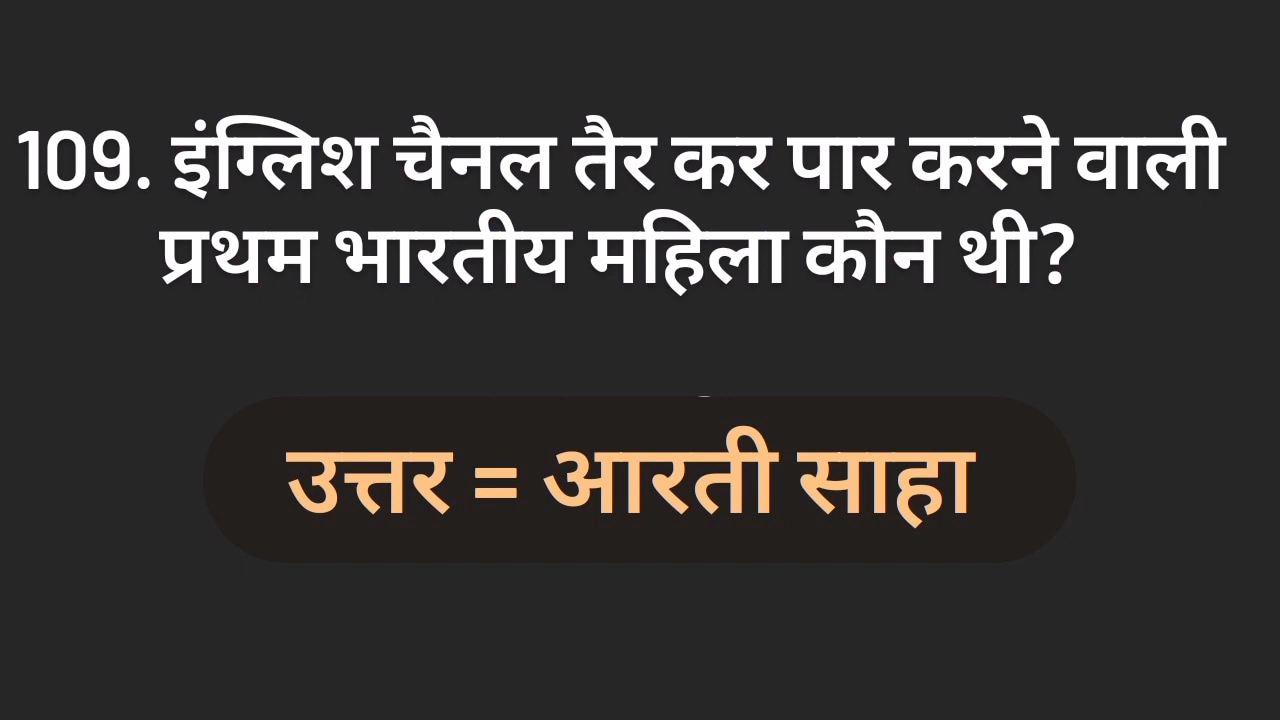 109. इंग्लिश चैनल तैर कर पार करने वाली
प्रथम भारतीय महिला कौन थी?
उत्तर = आरती साहा